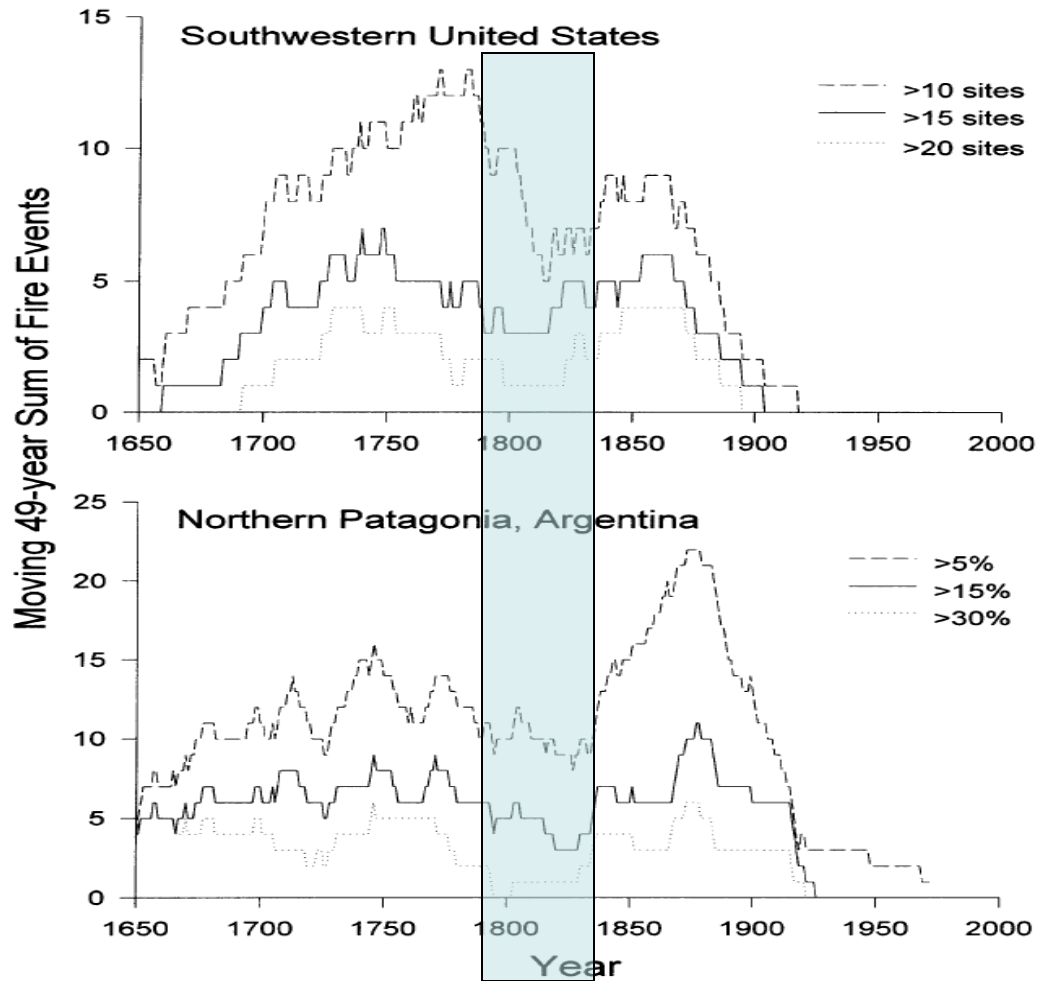 Moving 49-year Sum of Fire Events
15
10
5
0
Southwestern United States
>10 sites
>15 sites
>20 sites
1650 1700 1750 1800 1850 1900 1950 2000
25
20
15
10
5
0
Northern Patagonia, Argentina
>5%
>15%
>30%
1650 1700 1750 1800 1850 1900 1950 2000
Year